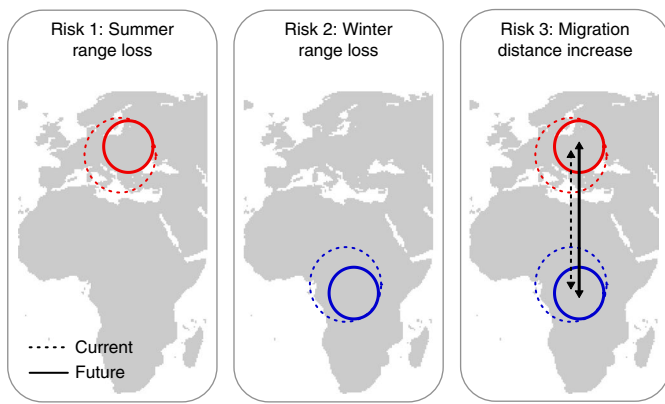 Risk 1: Summer
range loss
Risk 2: Winter
range loss
Risk 3: Migration
distance increase
Current
Future